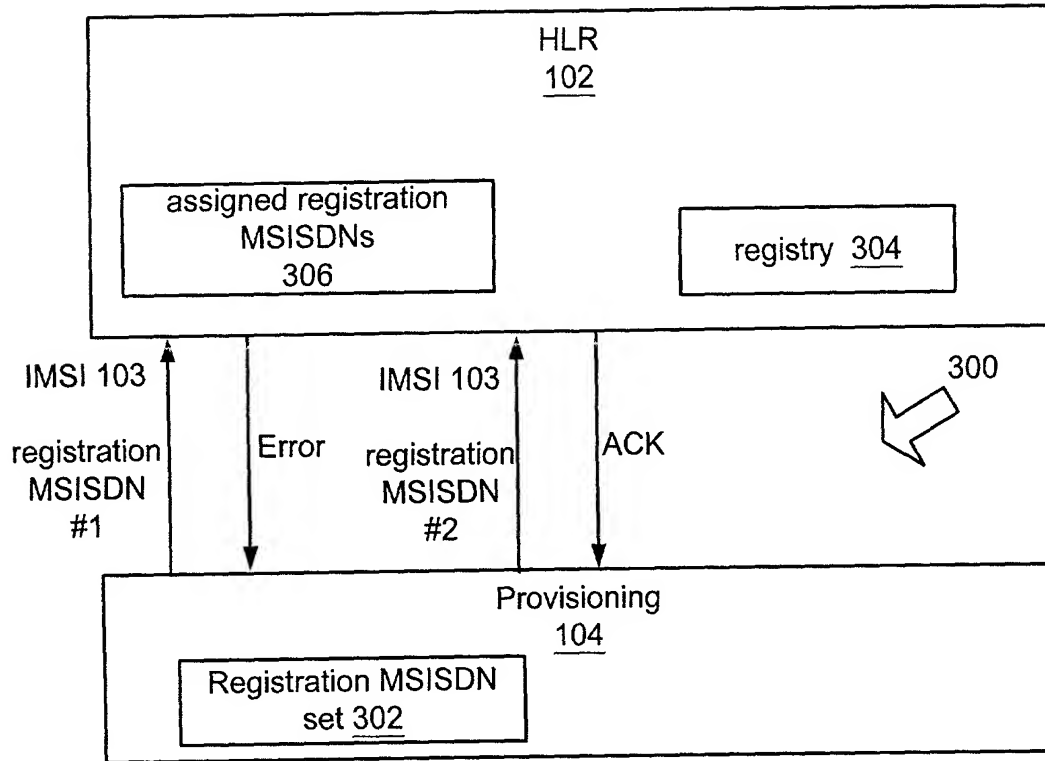 HLR
102
assigned registration
MSISDNs
306
registry 304
IMSI 103
registration
MSISDN
#1
Error
IMSI 103
registration
MSISDN
#2
ACK
300
Provisioning
104
Registration MSISDN
set 302